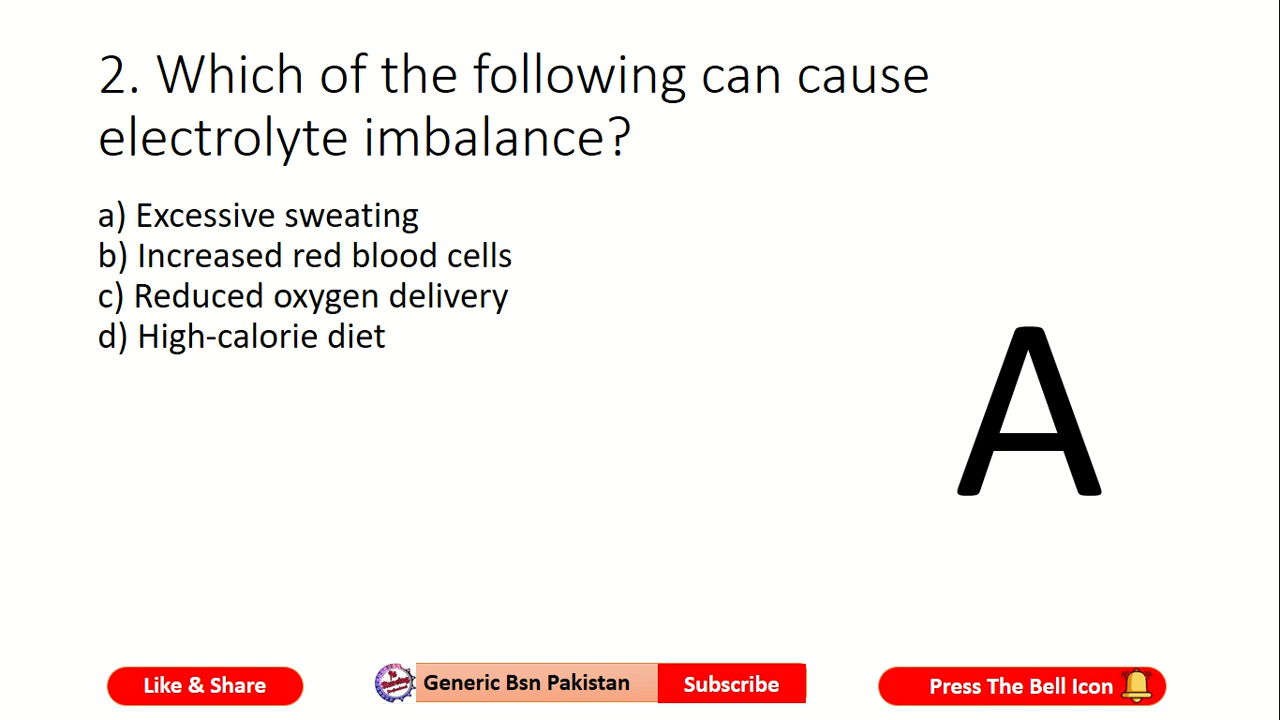 2. Which of the following can cause
electrolyte imbalance?
a) Excessive sweating
b) Increased red blood cells
c) Reduced oxygen delivery
d) High-calorie diet
A
Like & Share
Generic Bsn Pakistan
Subscribe
Press The Bell Icon